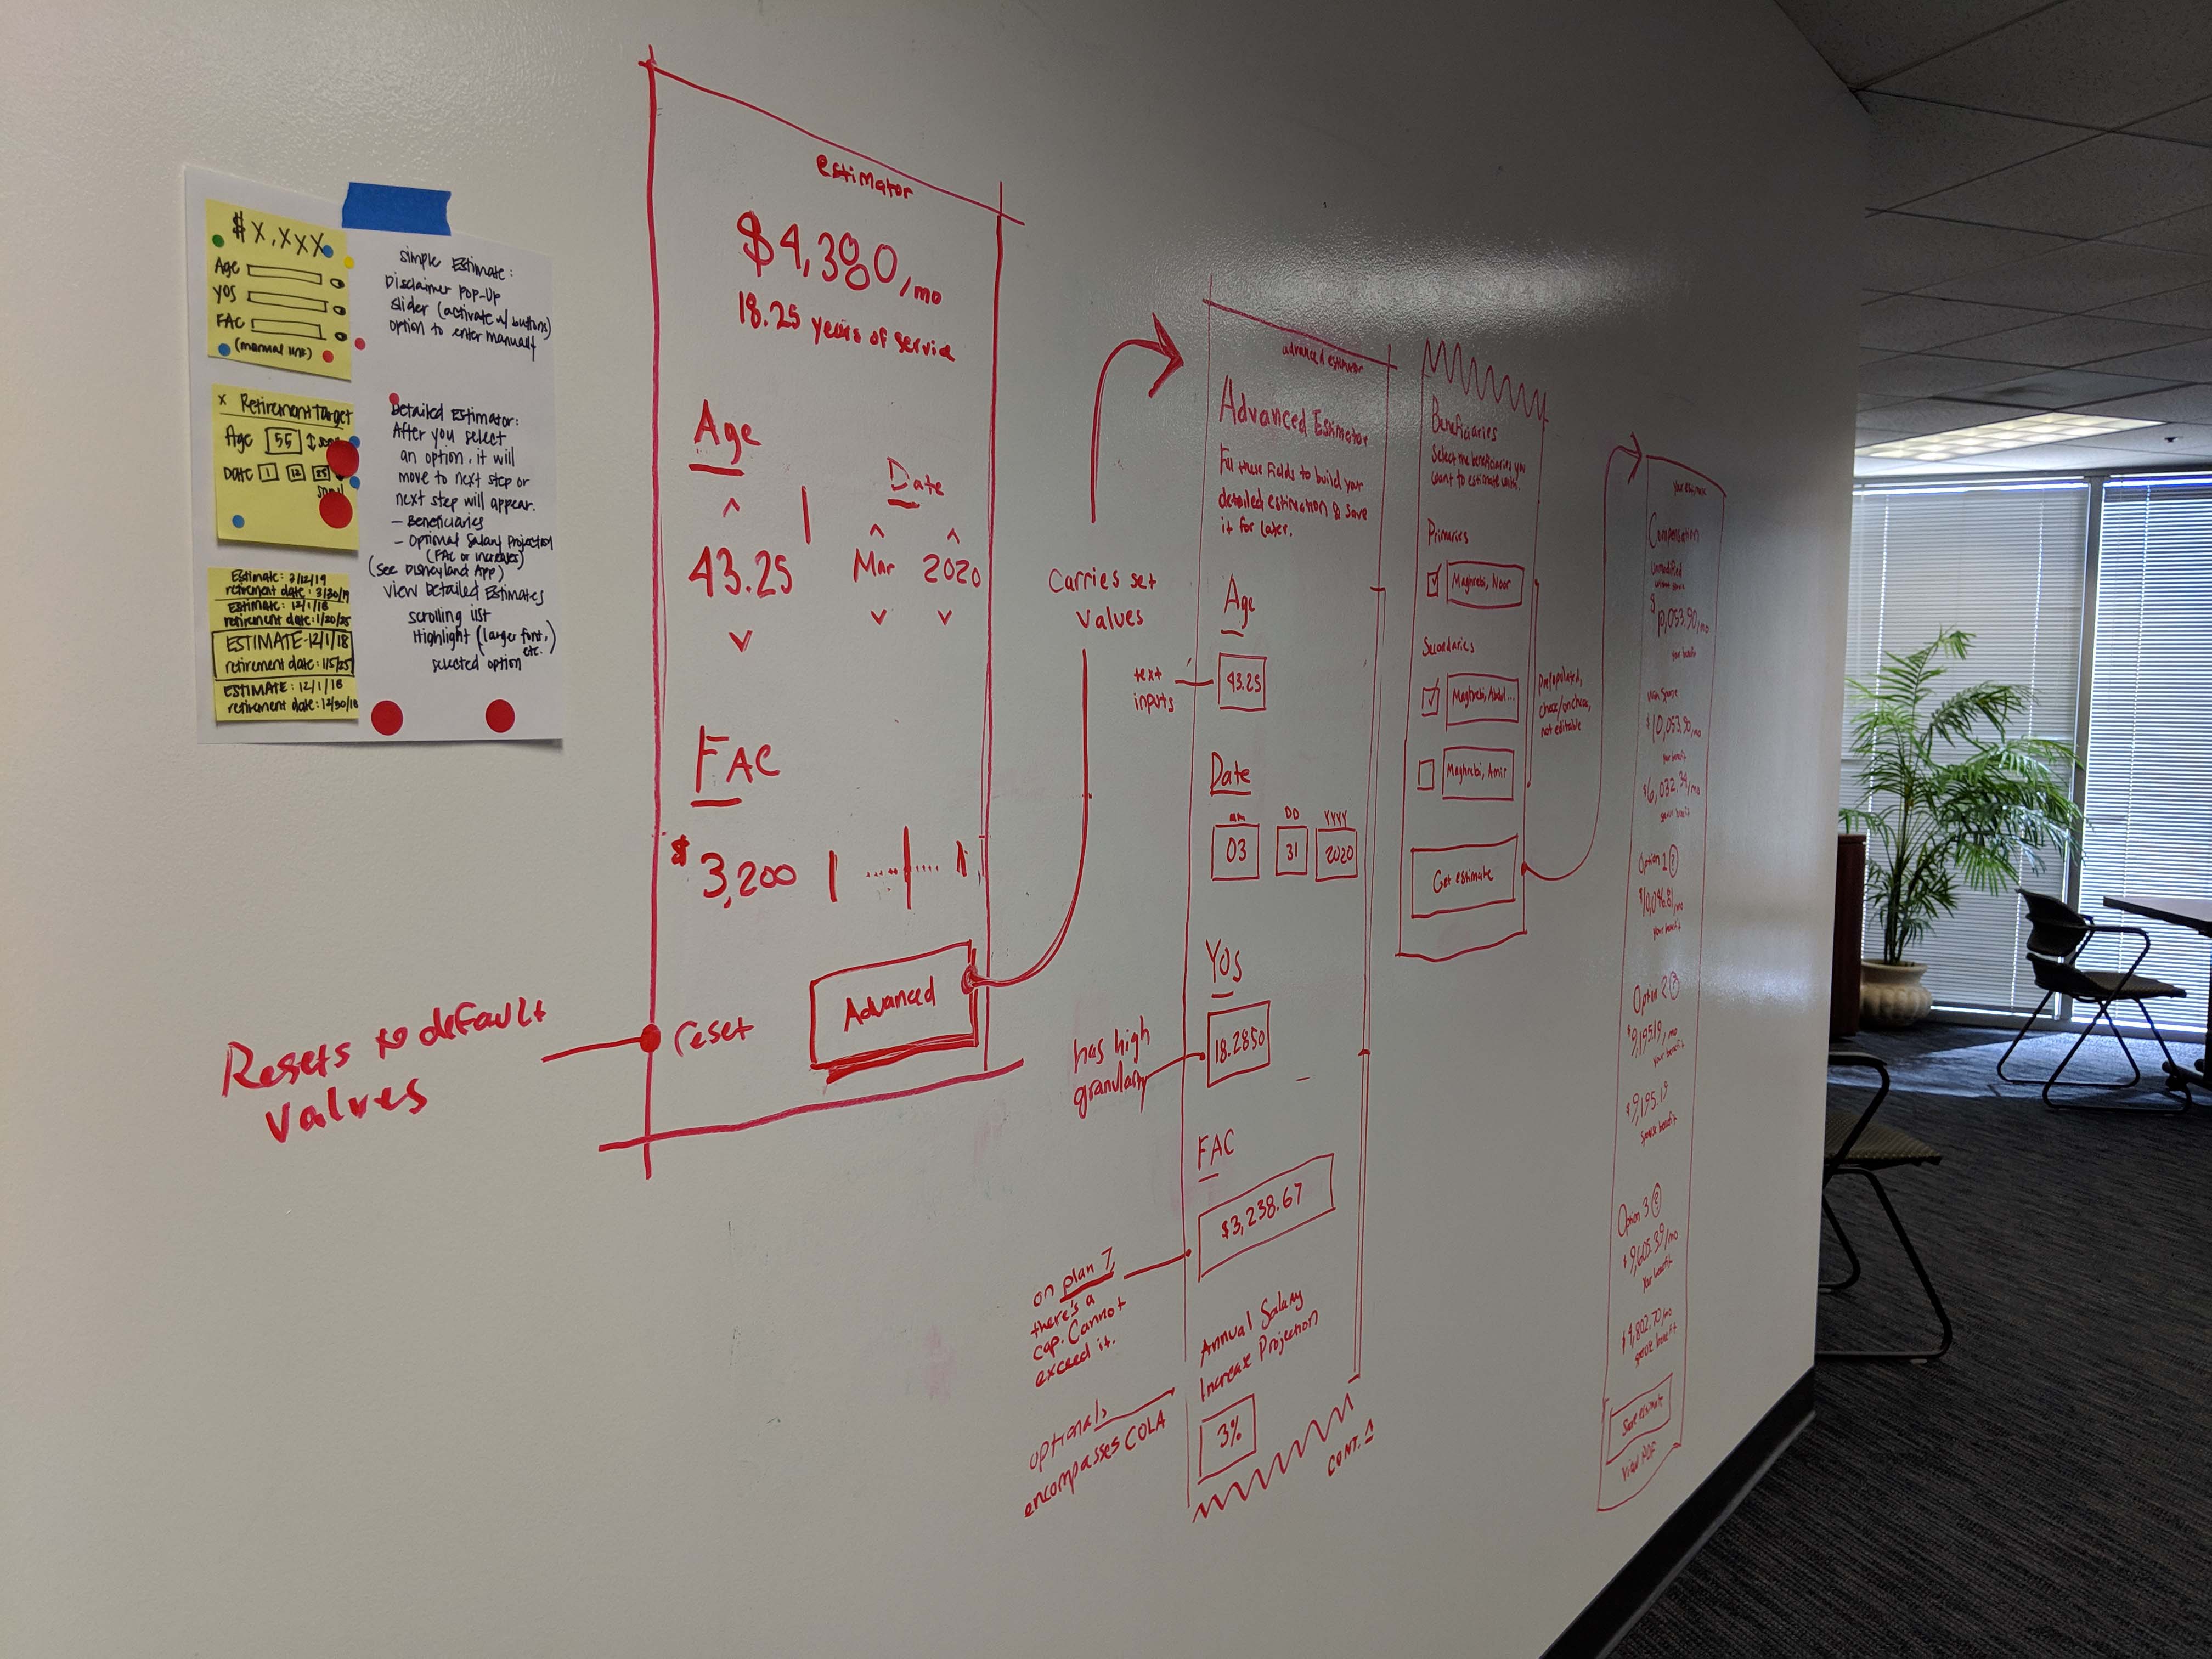 $ X,XXX
Age
YOS
FAC
(manual link)
X Retirement Target
Age 55
Date 1 12 25
Estimate: 2/12/19
retirement date: 3/30/19
Estimate: 12/1/18
retirement date: 1/20/25
ESTIMATE-12/1/18
retirement date: 1/5/25
ESTIMATE: 12/1/18
retirement date: 12/30/18
Simple Estimate:
Disclaimer Pop-Up
Slider (activate w/ buttons)
option to enter manually
Detailed Estimator:
After you select
an option, it will
move to next step or
next step will appear.
- Beneficiaries
- Optional Salary Projection
(FAC or increases)
(See Disneyland App)
View Detailed Estimates
scrolling list
Highlight (larger font, etc.)
selected option
estimator
$4,380/mo
18.25 years of service
Age
Date
43.25
Mar 2020
FAC
$3,200
reset
Advanced
Resets to default
values
Carries set
values
advanced estimator
Advanced Estimator
Fill these fields to build your
detailed estimation & save
it for later.
Age
43.25
text
inputs
Date
MM DD YYYY
03 31 2020
YOS
18.2850
has high
granularity
FAC
$3,238.67
on plan 7,
there's a
cap. Cannot
exceed it.
Annual Salary
Increase Projection
3%
optional
encompasses COLA
CONT. 1
Beneficiaries
Select the beneficiaries you
want to estimate with.
Primaries
Maghrebi, Noor
Secondaries
Maghrebi, Abdul...
Maghrebi, Amir
Prepopulated,
not editable
Get estimate
your estimate
Compensation
Unmodified
your benefit
$10,053.90/mo
your benefit
$6,032.34/mo
spouse benefit
Option 1 ?
your benefit
Option 2 ?
$9,195.19/mo
your benefit
$9,195.19
spouse benefit
Option 3 ?
$9,605.39/mo
your benefit
$4,802.70/mo
spouse benefit
Save estimate
View PDF